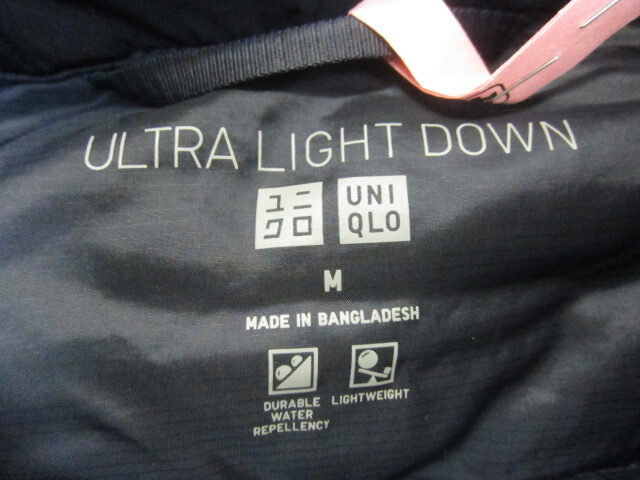 ULTRA LIGHT DOWN
ユニ
クロ
UNI
QLO
M
MADE IN BANGLADESH
DURABLE
WATER
REPELLENCY
LIGHTWEIGHT